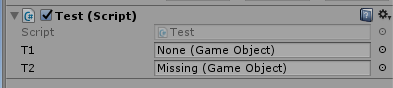 Test (Script)
Script Test
T1 None (Game Object)
T2 Missing (Game Object)